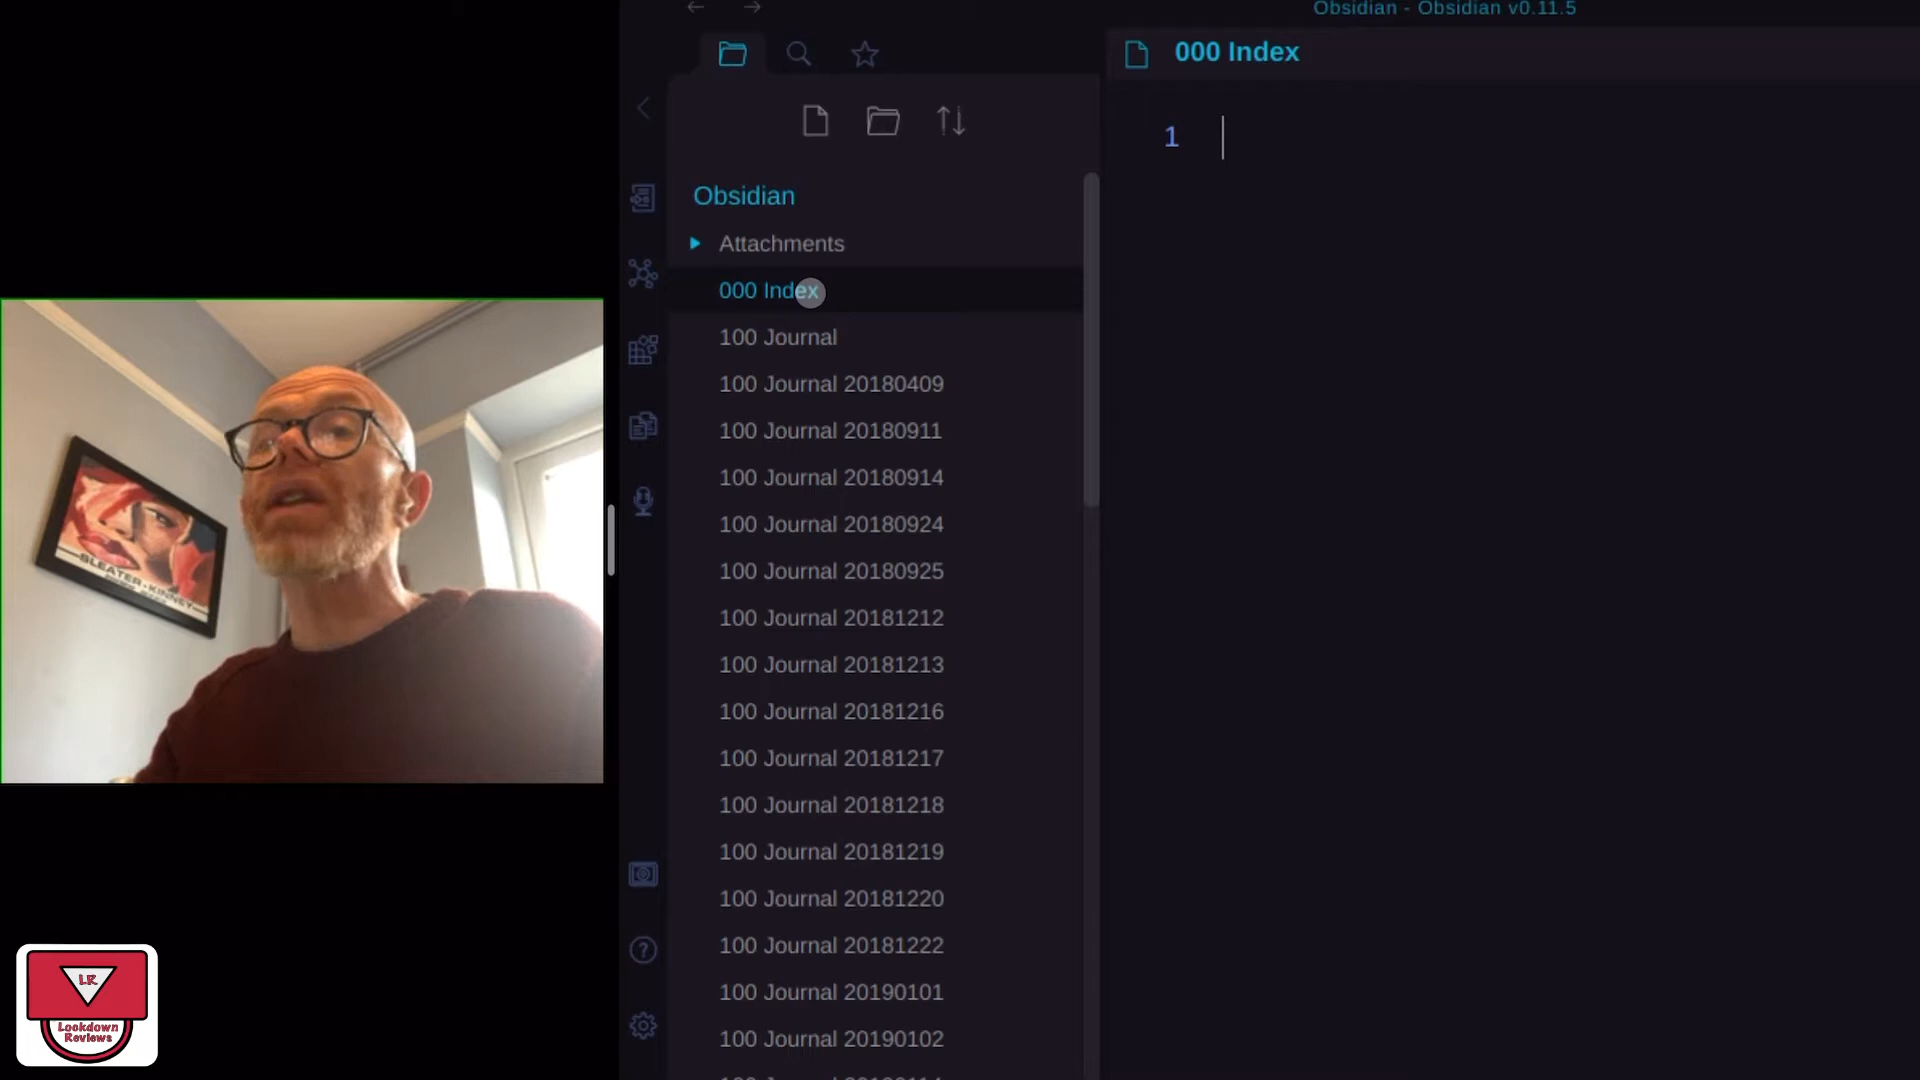 Obsidian - Obsidian v0.11.5
000 Index
1
Obsidian
Attachments
000 Index
100 Journal
100 Journal 20180409
100 Journal 20180911
100 Journal 20180914
100 Journal 20180924
100 Journal 20180925
100 Journal 20181212
100 Journal 20181213
100 Journal 20181216
100 Journal 20181217
100 Journal 20181218
100 Journal 20181219
100 Journal 20181220
100 Journal 20181222
100 Journal 20190101
100 Journal 20190102
SLEATER-KINNEY
LR
Lockdown
Reviews